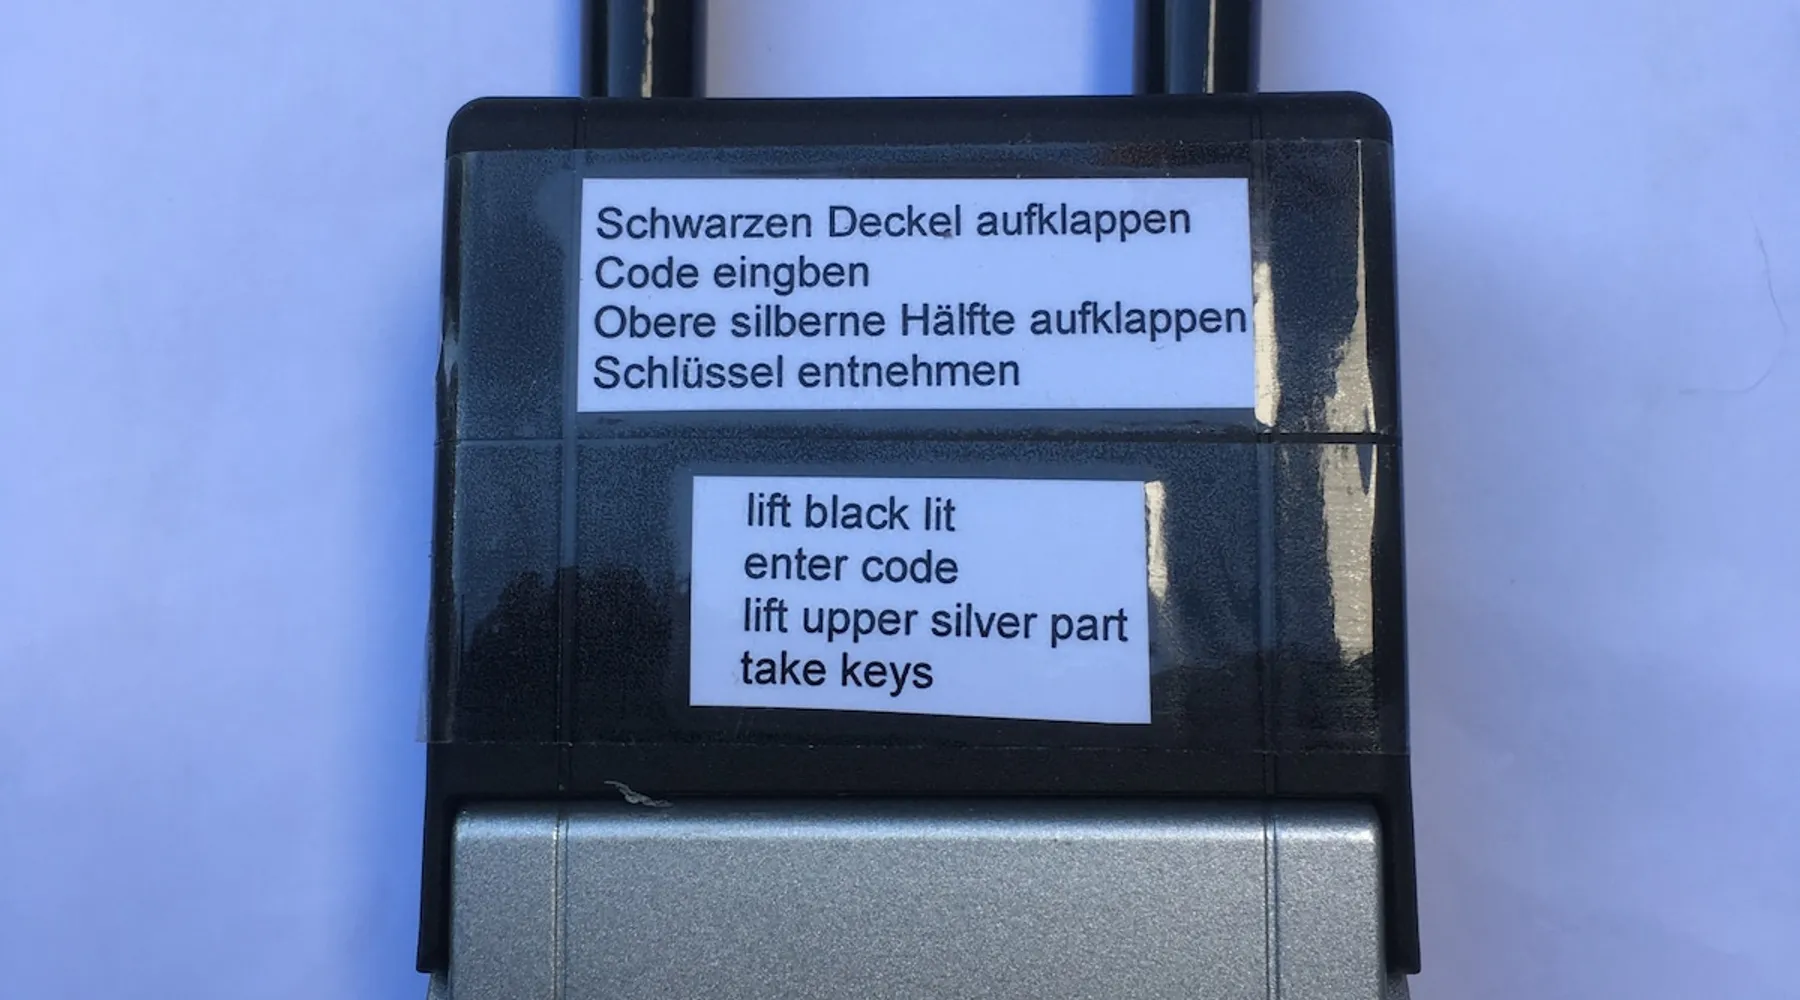 Schwarzen Deckel aufklappen
Code eingben
Obere silberne Hälfte aufklappen
Schlüssel entnehmen
lift black lit
enter code
lift upper silver part
take keys